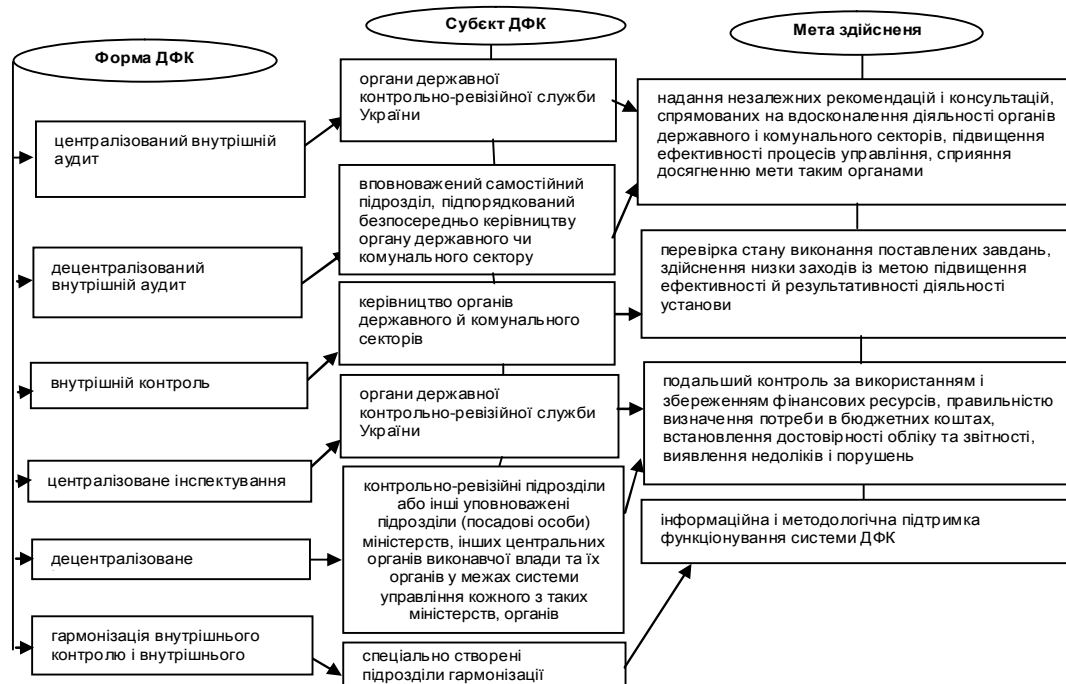 Форма ДФК
Субєкт ДФК
Мета здійсненя
централізований внутрішній
аудит
децентралізований
внутрішній аудит
внутрішній контроль
централізоване інспектування
децентралізоване
гармонізація внутрішнього
контролю і внутрішнього
органи державної
контрольно-ревізійної служби
України
вповноважений самостійний
підрозділ, підпорядкований
безпосередньо керівництву
органу державного чи
комунального сектору
керівництво органів
державного й комунального
секторів
органи державної
контрольно-ревізійної служби
України
контрольно-ревізійні підрозділи
або інші уповноважені
підрозділи (посадові особи)
міністерств, інших центральних
органів виконавчої влади та їх
органів у межах системи
управління кожного з таких
міністерств, органів
спеціально створені
підрозділи гармонізації
надання незалежних рекомендацій і консультацій,
спрямованих на вдосконалення діяльності органів
державного і комунального секторів, підвищення
ефективності процесів управління, сприяння
досягненню мети такими органами
перевірка стану виконання поставлених завдань,
здійснення низки заходів із метою підвищення
ефективності й результативності діяльності
установи
подальший контроль за використанням і
збереженням фінансових ресурсів, правильністю
визначення потреби в бюджетних коштах,
встановлення достовірності обліку та звітності,
виявлення недоліків і порушень
інформаційна і методологічна підтримка
функціонування системи ДФК